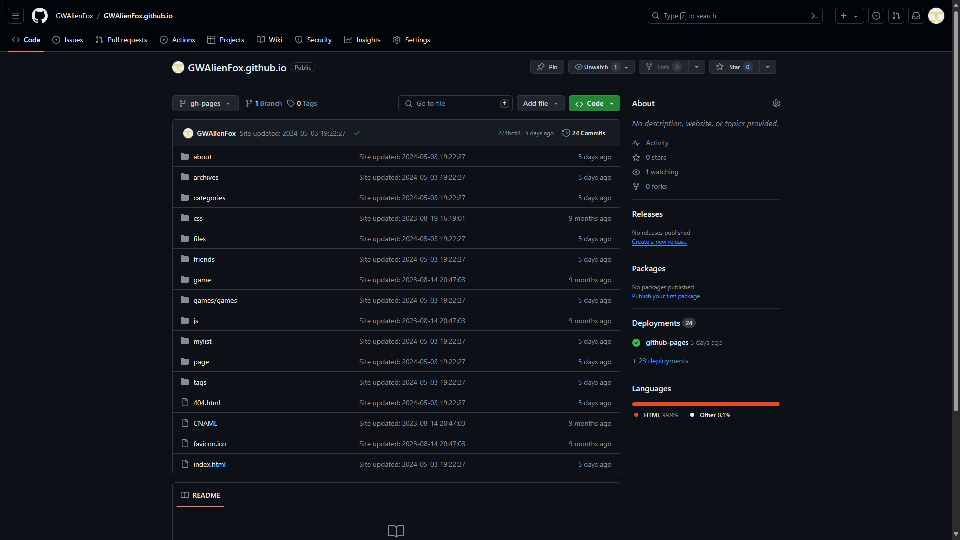 GWAlienFox / GWAlienFox.github.io
Type / to search
Code Issues Pull requests Actions Projects Wiki Security Insights Settings
GWAlienFox.github.io Public
Pin Unwatch 1 Fork 0 Star 0
gh-pages 1 Branch 0 Tags
Go to file t Add file Code
GWAlienFox Site updated: 2024-05-03 19:22:27
5 days ago 24 Commits
about Site updated: 2024-05-03 19:22:27 5 days ago
archives Site updated: 2024-05-03 19:22:27 5 days ago
categories Site updated: 2024-05-03 19:22:27 5 days ago
css Site updated: 2023-08-19 16:19:01 9 months ago
files Site updated: 2024-05-03 19:22:27 5 days ago
friends Site updated: 2024-05-03 19:22:27 5 days ago
game Site updated: 2023-08-14 20:47:03 9 months ago
games/games Site updated: 2024-05-03 19:22:27 5 days ago
js Site updated: 2023-08-14 20:47:03 9 months ago
mylist Site updated: 2024-05-03 19:22:27 5 days ago
page Site updated: 2024-05-03 19:22:27 5 days ago
tags Site updated: 2024-05-03 19:22:27 5 days ago
404.html Site updated: 2024-05-03 19:22:27 5 days ago
CNAME Site updated: 2023-08-14 20:47:03 9 months ago
favicon.ico Site updated: 2023-08-14 20:47:03 9 months ago
index.html Site updated: 2024-05-03 19:22:27 5 days ago
README
About
No description, website, or topics provided.
Activity
0 stars
1 watching
0 forks
Releases
No releases published
Create a new release
Packages
No packages published
Publish your first package
Deployments 24
github-pages 5 days ago
+ 23 deployments
Languages
HTML 99.9% Other 0.1%